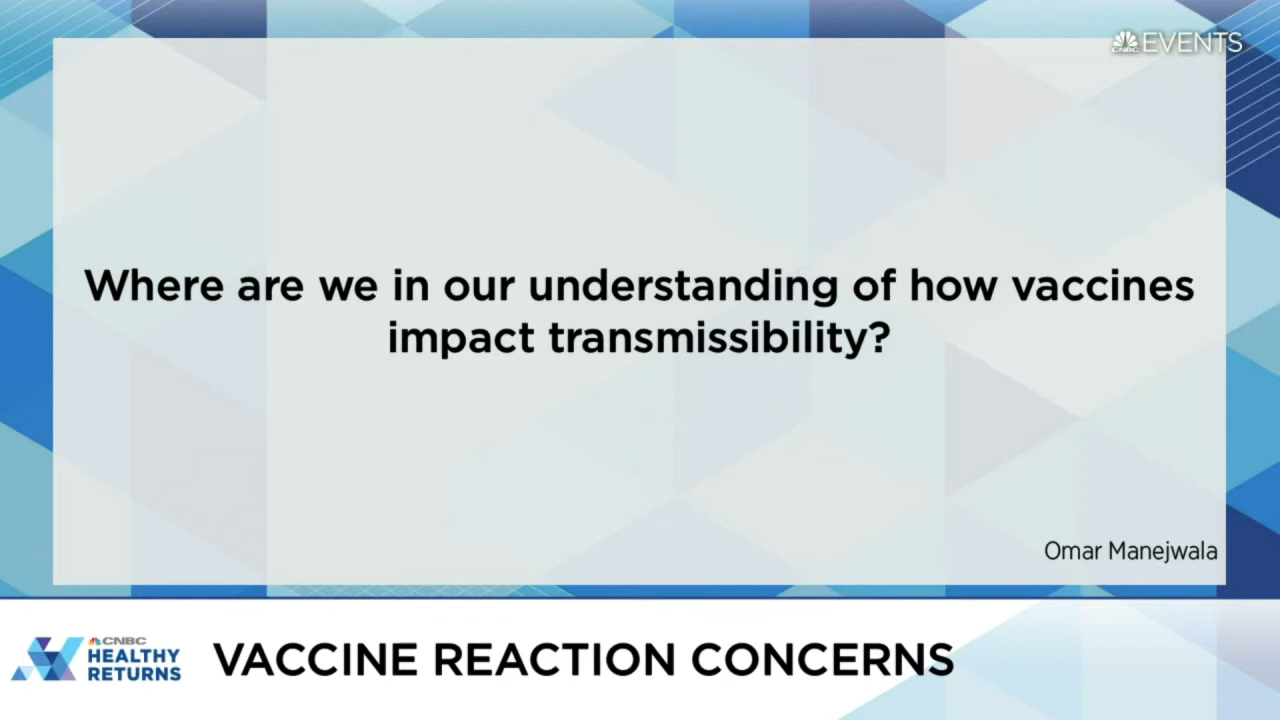 CNBC EVENTS
Where are we in our understanding of how vaccines
impact transmissibility?
Omar Manejwala
CNBC
HEALTHY
RETURNS
VACCINE REACTION CONCERNS